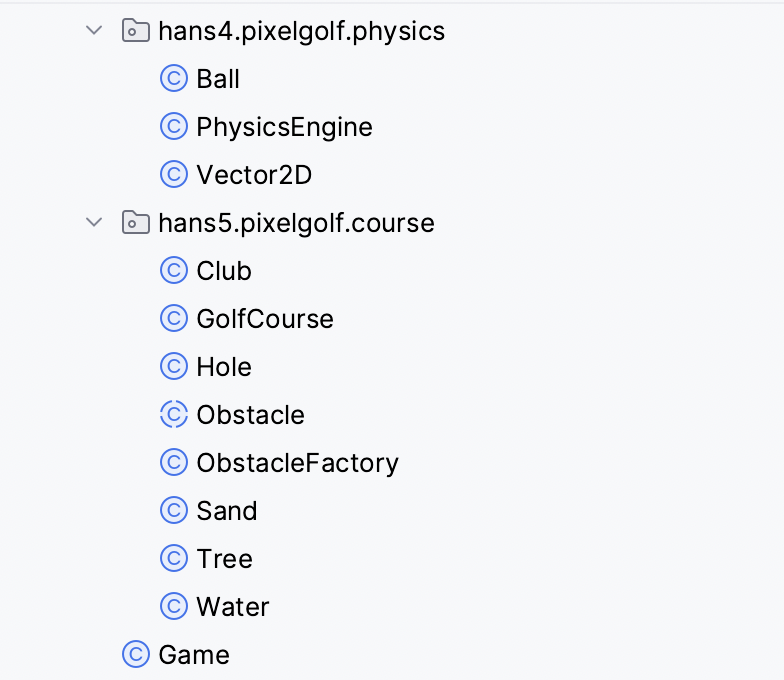 hans4.pixelgolf.physics
Ball
PhysicsEngine
Vector2D
hans5.pixelgolf.course
Club
GolfCourse
Hole
Obstacle
ObstacleFactory
Sand
Tree
Water
Game